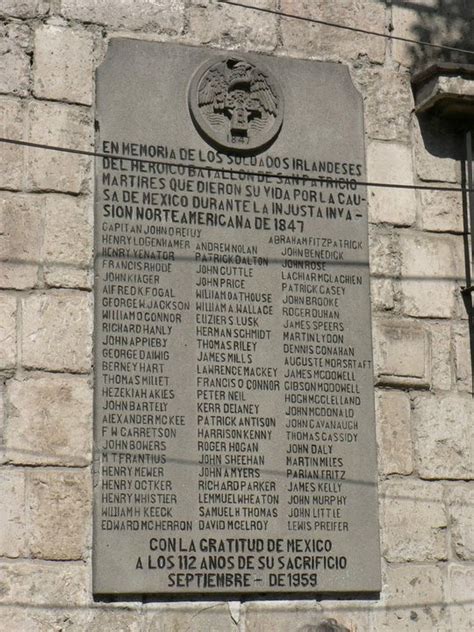 1847
EN MEMORIA DE LOS SOLDADOS IRLANDESES
DEL HEROICO BATALLON DE SAN PATRICIO
MARTIRES QUE DIERON SU VIDA POR LA CAU-
SA DE MEXICO DURANTE LA INJUSTA INVA-
SION NORTEAMERICANA DE 1847
CAPITAN JOHN O'REILLY
HENRY LOGENHAMER ANDREW NOLAN ABRAHAM FITZPATRICK
HENRY VENATOR PATRICK DALTON JOHN BENEDICK
FRANCIS RHODE JOHN CUTTLE JOHN ROSE
JOHN KLAGER JOHN PRICE LACHLAR MCLACHLEN
ALFRED K. FOGAL WILLIAM OATHOUSE PATRICK CASEY
GEORGE W. JACKSON WILLIAM A. WALLACE JOHN BROOKE
WILLIAM O'CONNOR ELIZIER S. LUSK ROGER DUHAN
RICHARD HANLY HERMAN SCHMIDT JAMES SPEERS
JOHN APPLEBY THOMAS RILEY MARTIN LYDON
GEORGE DALWIG JAMES MILLS DENNIS CONAHAN
BERNEY HART LAWRENCE MACKEY AUGUSTE MORSTAFT
THOMAS MILLET FRANCIS O'CONNOR JAMES MCDOWELL
HEZEKIAH AKLES PETER NEIL GIBSON MCDOWELL
JOHN BARTELY KERR DELANEY HUGH MCCLELLAND
ALEXANDER MCKEE PATRICK ANTISON JOHN MCDONALD
F. W. GARRETSON HARRISON KENNY JOHN CAVANAUGH
JOHN BOWERS ROGER HOGAN THOMAS CASSIDY
M. T. FRANTIUS JOHN SHEEHAN JOHN DALY
HENRY MEWER JOHN A. MYERS MARTIN MILES
HENRY OCTKER RICHARD PARKER PARIAN FRITZ
HENRY WHISTLER LEMMUEL WHEATON JAMES KELLY
WILLIAM H. KEECK SAMUEL H. THOMAS JOHN MURPHY
EDWARD MCHERRON DAVID MCELROY JOHN LITTLE
LEWIS PREIFER
CON LA GRATITUD DE MEXICO
A LOS 112 AÑOS DE SU SACRIFICIO
SEPTIEMBRE - DE 1959